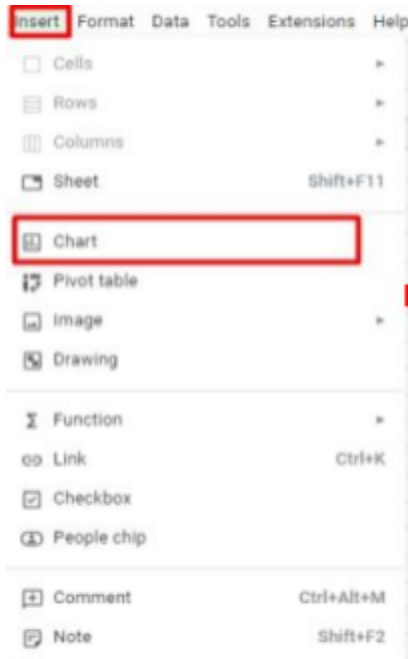 Insert Format Data Tools Extensions Help
Cells
Rows
Columns
Sheet Shift+F11
Chart
Pivot table
Image
Drawing
Function
Link Ctrl+K
Checkbox
People chip
Comment Ctrl+Alt+M
Note Shift+F2